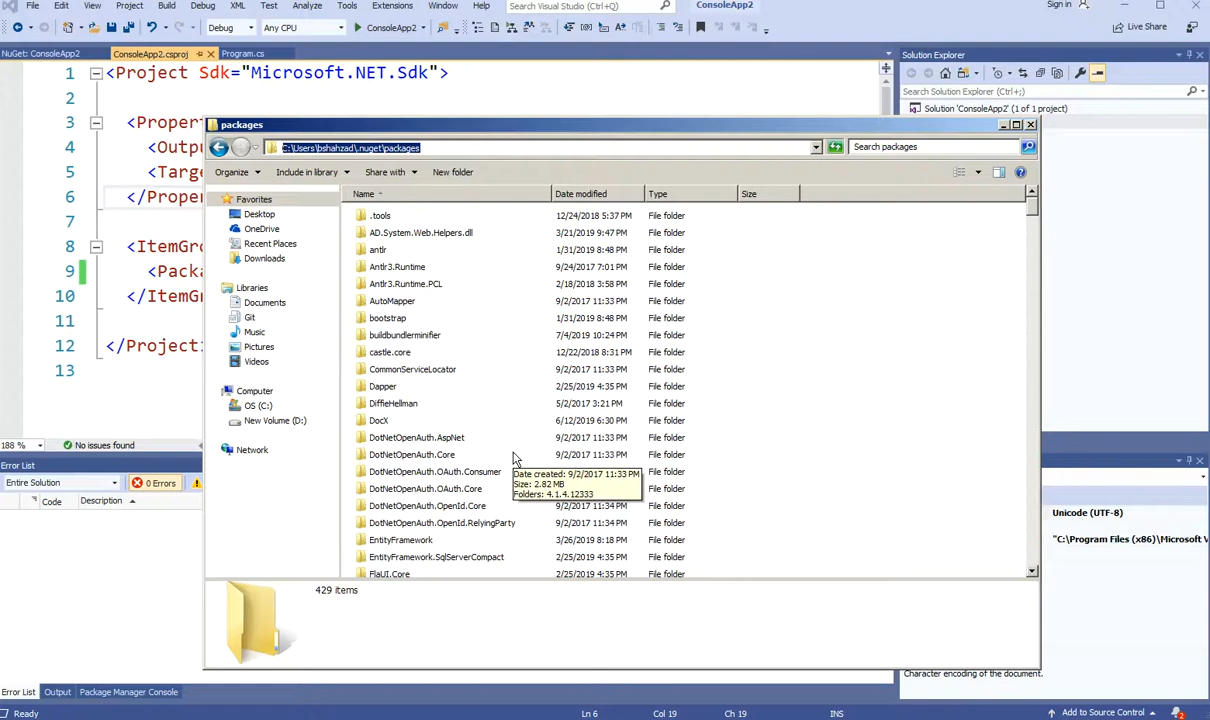 File Edit View Project Build Debug XML Test Analyze Tools Extensions Window Help Search Visual Studio (Ctrl+Q) ConsoleApp2 Sign in
Debug Any CPU ConsoleApp2 Live Share
NuGet: ConsoleApp2 ConsoleApp2.csproj Program.cs Solution Explorer
1 <Project Sdk="Microsoft.NET.Sdk">
Search Solution Explorer (Ctrl+;)
2
Solution 'ConsoleApp2' (1 of 1 project)
3 <Propert
packages
4 <Outpu
C:\Users\bshahzad\.nuget\packages Search packages
5 <Targ
Organize Include in library Share with New folder
6 </Proper
Name Date modified Type Size
7
8 <ItemGro
9 <Packa
10 </ItemG
11
12 </Projecti
13
Favorites
Desktop
OneDrive
Recent Places
Downloads
Libraries
Documents
Git
Music
Pictures
Videos
Computer
OS (C:)
New Volume (D:)
Network
.tools 12/24/2018 5:37 PM File folder
AD.System.Web.Helpers.dll 3/21/2019 9:47 PM File folder
antlr 1/31/2019 8:48 PM File folder
Antlr3.Runtime 9/24/2017 7:01 PM File folder
Antlr3.Runtime.PCL 2/18/2018 3:58 PM File folder
AutoMapper 9/2/2017 11:33 PM File folder
bootstrap 1/31/2019 8:48 PM File folder
buildbundlerminifier 7/4/2019 10:24 PM File folder
castle.core 12/22/2018 8:31 PM File folder
CommonServiceLocator 9/2/2017 11:33 PM File folder
Dapper 2/25/2019 4:35 PM File folder
DiffieHellman 5/2/2017 3:21 PM File folder
DocX 6/12/2019 6:30 PM File folder
DotNetOpenAuth.AspNet 9/2/2017 11:33 PM File folder
DotNetOpenAuth.Core 9/2/2017 11:33 PM File folder
DotNetOpenAuth.OAuth.Consumer File folder
DotNetOpenAuth.OAuth.Core File folder
DotNetOpenAuth.OpenId.Core 9/2/2017 11:34 PM File folder
DotNetOpenAuth.OpenId.RelyingParty 9/2/2017 11:34 PM File folder
EntityFramework 3/26/2019 8:18 PM File folder
EntityFramework.SqlServerCompact 2/25/2019 4:35 PM File folder
FlaUI.Core 2/25/2019 4:35 PM File folder
Date created: 9/2/2017 11:33 PM
Size: 2.82 MB
Folders: 4.1.4.12333
429 items
188 % No issues found
Error List
Entire Solution 0 Errors
Code Description
Unicode (UTF-8)
"C:\Program Files (x86)\Microsoft V
Character encoding of the document.
Error List Output Package Manager Console
Ready Ln 6 Col 19 Ch 19 INS Add to Source Control 2